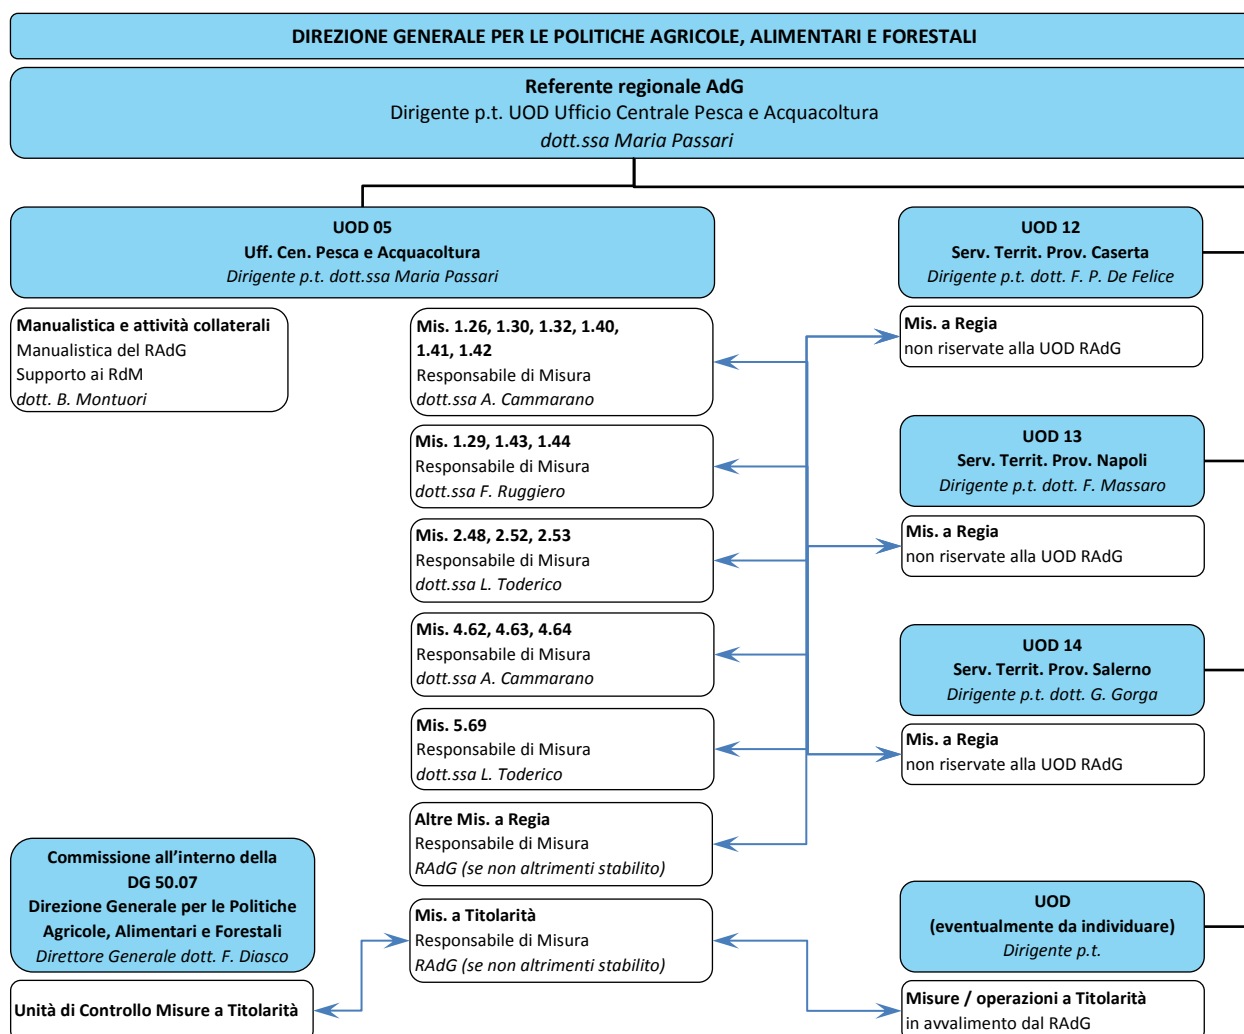 DIREZIONE GENERALE PER LE POLITICHE AGRICOLE, ALIMENTARI E FORESTALI
Referente regionale AdG
Dirigente p.t. UOD Ufficio Centrale Pesca e Acquacoltura
dott.ssa Maria Passari
UOD 05
Uff. Cen. Pesca e Acquacoltura
Dirigente p.t. dott.ssa Maria Passari
Manualistica e attività collaterali
Manualistica del RAdG
Supporto ai RdM
dott. B. Montuori
Mis. 1.26, 1.30, 1.32, 1.40,
1.41, 1.42
Responsabile di Misura
dott.ssa A. Cammarano
Mis. 1.29, 1.43, 1.44
Responsabile di Misura
dott.ssa F. Ruggiero
Mis. 2.48, 2.52, 2.53
Responsabile di Misura
dott.ssa L. Toderico
Mis. 4.62, 4.63, 4.64
Responsabile di Misura
dott.ssa A. Cammarano
Mis. 5.69
Responsabile di Misura
dott.ssa L. Toderico
Altre Mis. a Regia
Responsabile di Misura
RAdG (se non altrimenti stabilito)
Mis. a Titolarità
Responsabile di Misura
RAdG (se non altrimenti stabilito)
Commissione all'interno della
DG 50.07
Direzione Generale per le Politiche
Agricole, Alimentari e Forestali
Direttore Generale dott. F. Diasco
Unità di Controllo Misure a Titolarità
UOD 12
Serv. Territ. Prov. Caserta
Dirigente p.t. dott. F. P. De Felice
Mis. a Regia
non riservate alla UOD RAdG
UOD 13
Serv. Territ. Prov. Napoli
Dirigente p.t. dott. F. Massaro
Mis. a Regia
non riservate alla UOD RAdG
UOD 14
Serv. Territ. Prov. Salerno
Dirigente p.t. dott. G. Gorga
Mis. a Regia
non riservate alla UOD RAdG
UOD
(eventualmente da individuare)
Dirigente p.t.
Misure / operazioni a Titolarità
in avvalimento dal RAdG